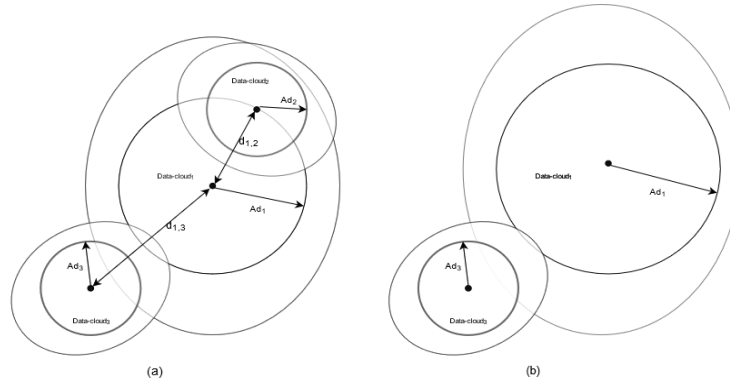 Data-cloud₂
Ad₂
d₁,₂
Data-cloud₁
Ad₁
d₁,₃
Ad₃
Data-cloud₃
(a)
Data-cloud₁
Ad₁
Ad₃
Data-cloud₃
(b)